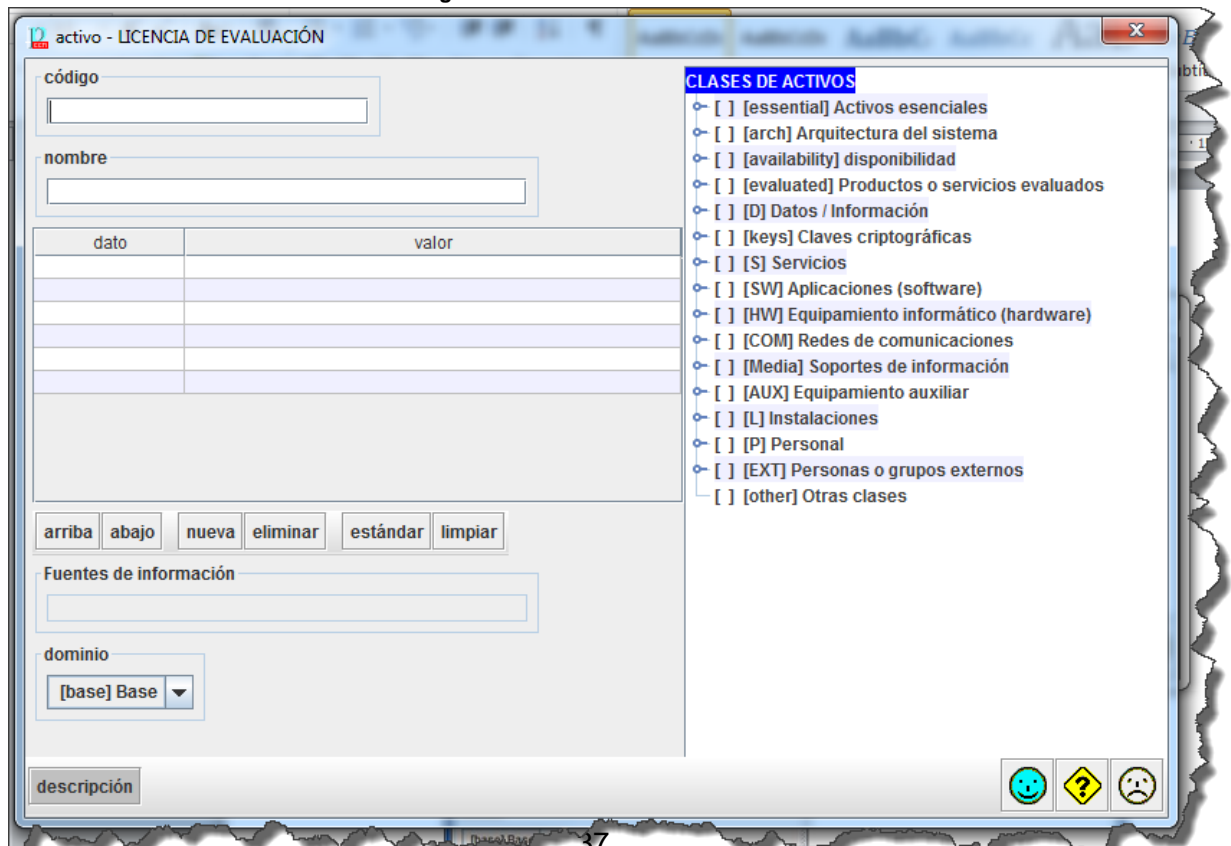 activo - LICENCIA DE EVALUACIÓN
código
nombre
dato valor
arriba abajo nueva eliminar estándar limpiar
Fuentes de información
dominio
[base] Base
descripción
CLASES DE ACTIVOS
[ ] [essential] Activos esenciales
[ ] [arch] Arquitectura del sistema
[ ] [availability] disponibilidad
[ ] [evaluated] Productos o servicios evaluados
[ ] [D] Datos / Información
[ ] [keys] Claves criptográficas
[ ] [S] Servicios
[ ] [SW] Aplicaciones (software)
[ ] [HW] Equipamiento informático (hardware)
[ ] [COM] Redes de comunicaciones
[ ] [Media] Soportes de información
[ ] [AUX] Equipamiento auxiliar
[ ] [L] Instalaciones
[ ] [P] Personal
[ ] [EXT] Personas o grupos externos
[ ] [other] Otras clases
37